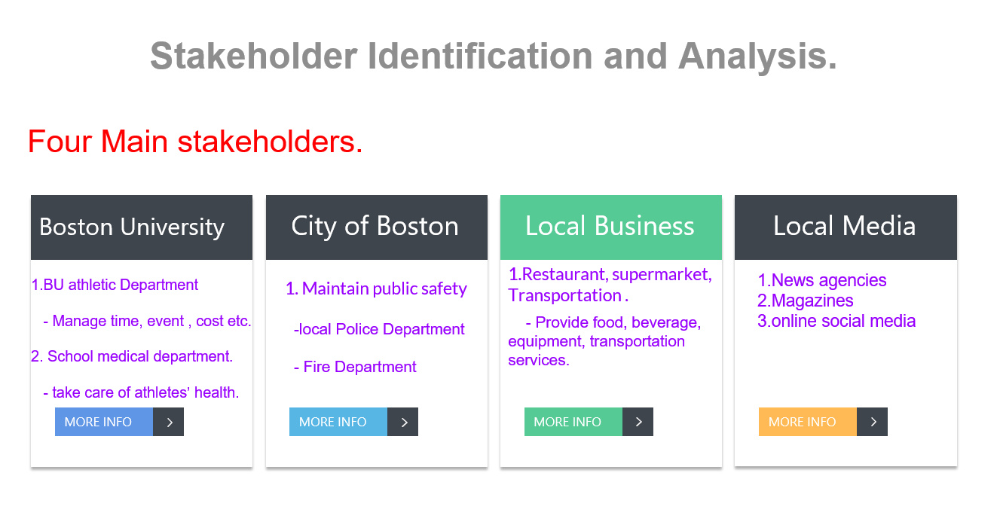 Stakeholder Identification and Analysis.
Four Main stakeholders.
Boston University
1.BU athletic Department
- Manage time, event , cost etc.
2. School medical department.
- take care of athletes’ health.
MORE INFO
City of Boston
1. Maintain public safety
-local Police Department
- Fire Department
MORE INFO
Local Business
1.Restaurant, supermarket,
Transportation .
- Provide food, beverage,
equipment, transportation
services.
MORE INFO
Local Media
1.News agencies
2.Magazines
3.online social media
MORE INFO